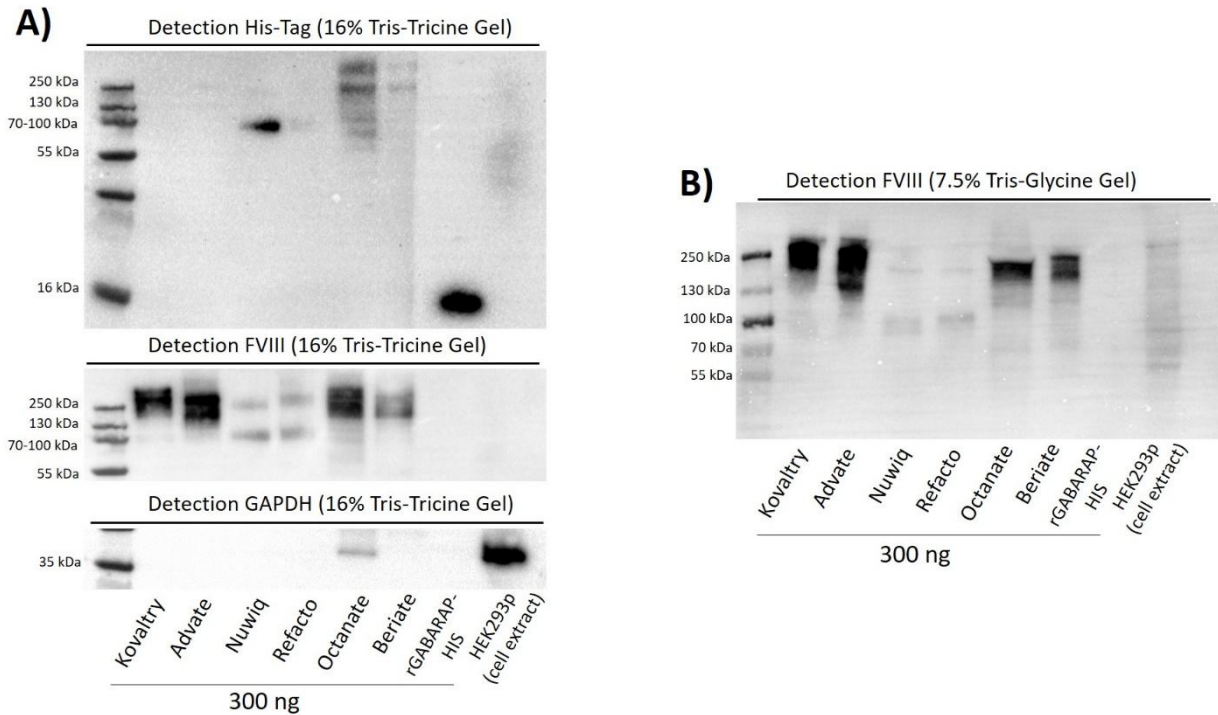 A)
Detection His-Tag (16% Tris-Tricine Gel)
250 kDa
130 kDa
70-100 kDa
55 kDa
16 kDa
Detection FVIII (16% Tris-Tricine Gel)
250 kDa
130 kDa
70-100 kDa
55 kDa
Detection GAPDH (16% Tris-Tricine Gel)
35 kDa
Kovaltry
Advate
Nuwiq
Refacto
Octanate
Beriate
rGABARAP-
HIS
HEK293p
(cell extract)
300 ng
B)
Detection FVIII (7.5% Tris-Glycine Gel)
250 kDa
130 kDa
100 kDa
70 kDa
55 kDa
Kovaltry
Advate
Nuwiq
Refacto
Octanate
Beriate
rGABARAP-
HIS
HEK293p
(cell extract)
300 ng